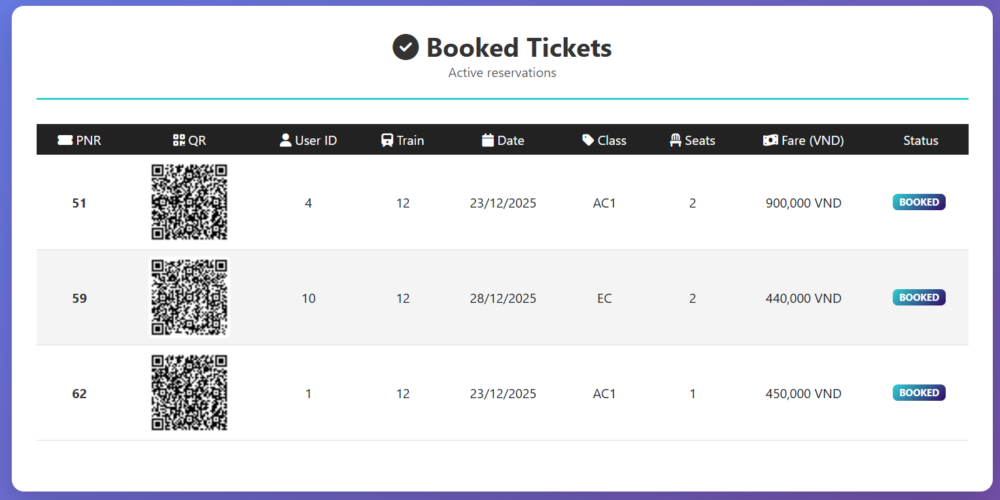 Booked Tickets
Active reservations
PNR QR User ID Train Date Class Seats Fare (VND) Status
51 4 12 23/12/2025 AC1 2 900,000 VND BOOKED
59 10 12 28/12/2025 EC 2 440,000 VND BOOKED
62 1 12 23/12/2025 AC1 1 450,000 VND BOOKED